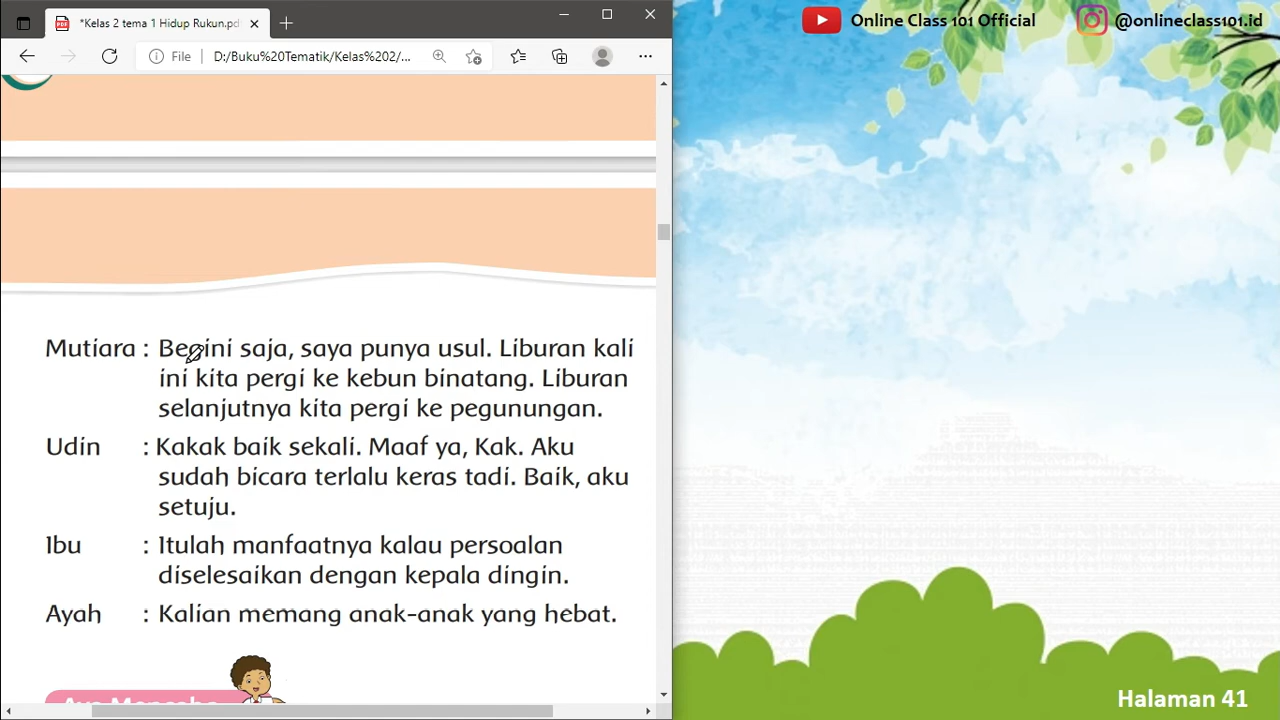 *Kelas 2 tema 1 Hidup Rukun.pd
File D:/Buku%20Tematik/Kelas%202/...
Online Class 101 Official @onlineclass101.id
Mutiara : Begini saja, saya punya usul. Liburan kali
ini kita pergi ke kebun binatang. Liburan
selanjutnya kita pergi ke pegunungan.
Udin : Kakak baik sekali. Maaf ya, Kak. Aku
sudah bicara terlalu keras tadi. Baik, aku
setuju.
Ibu : Itulah manfaatnya kalau persoalan
diselesaikan dengan kepala dingin.
Ayah : Kalian memang anak-anak yang hebat.
Halaman 41